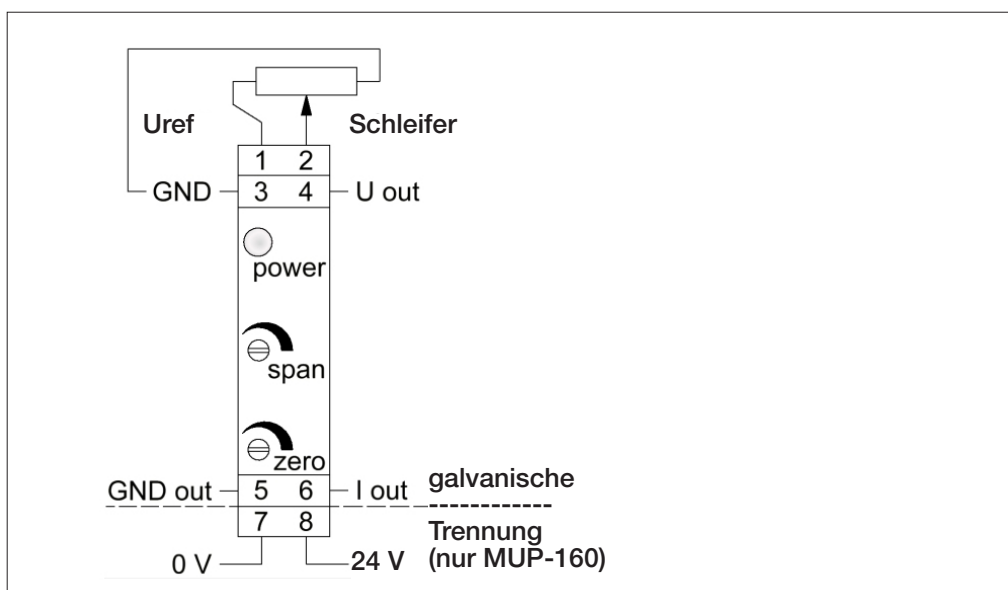 Uref Schleifer
1 2
GND 3 4 U out
power
span
zero
GND out 5 6 I out galvanische
7 8 Trennung
0 V 24 V (nur MUP-160)